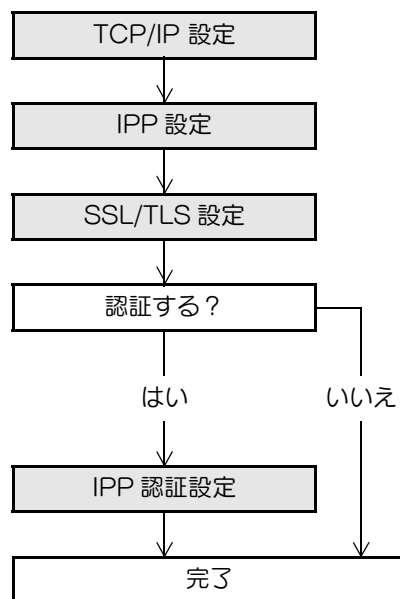 TCP/IP 設定
IPP 設定
SSL/TLS 設定
認証する？
はい
いいえ
IPP 認証設定
完了